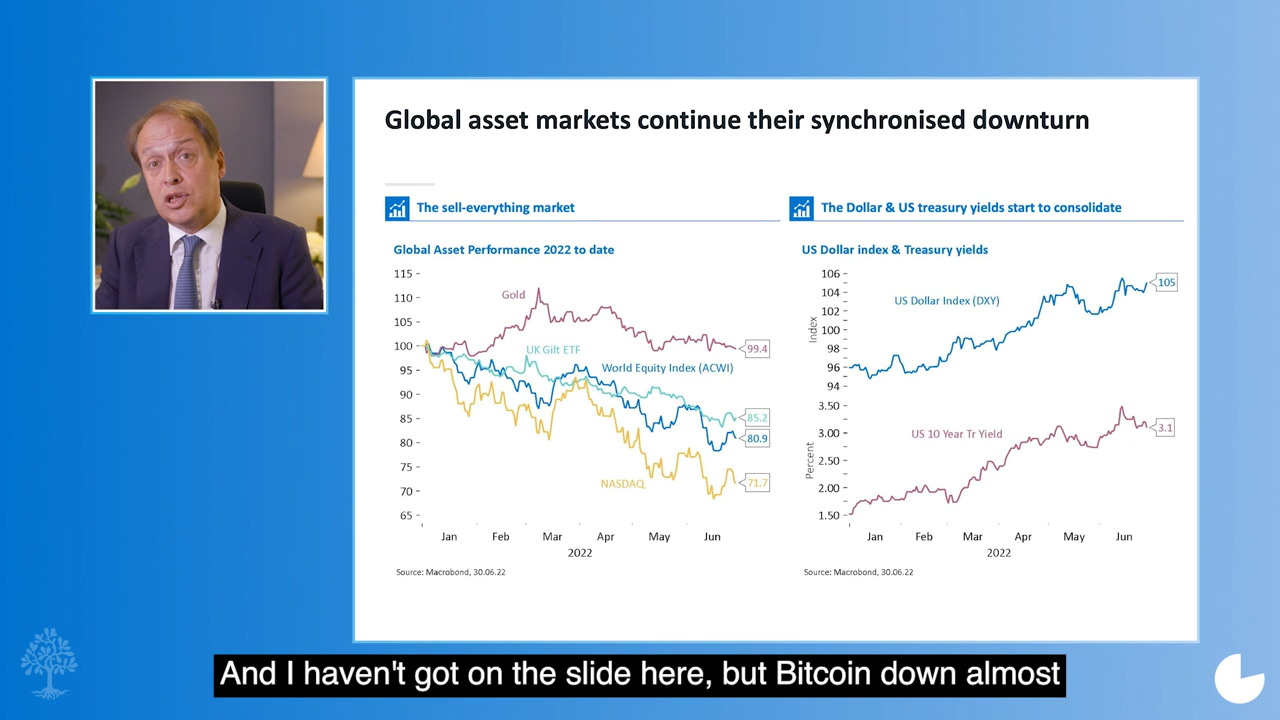 Global asset markets continue their synchronised downturn
The sell-everything market
Global Asset Performance 2022 to date
115
110
105
100
95
90
85
80
75
70
65
Gold
UK Gilt ETF
World Equity Index (ACWI)
NASDAQ
99.4
85.2
80.9
71.7
Jan Feb Mar Apr May Jun
2022
Source: Macrobond, 30.06.22
The Dollar & US treasury yields start to consolidate
US Dollar index & Treasury yields
Index
106
104
102
100
98
96
94
US Dollar Index (DXY)
105
Percent
3.50
3.00
2.50
2.00
1.50
US 10 Year Tr Yield
3.1
Jan Feb Mar Apr May Jun
2022
Source: Macrobond, 30.06.22
And I haven't got on the slide here, but Bitcoin down almost